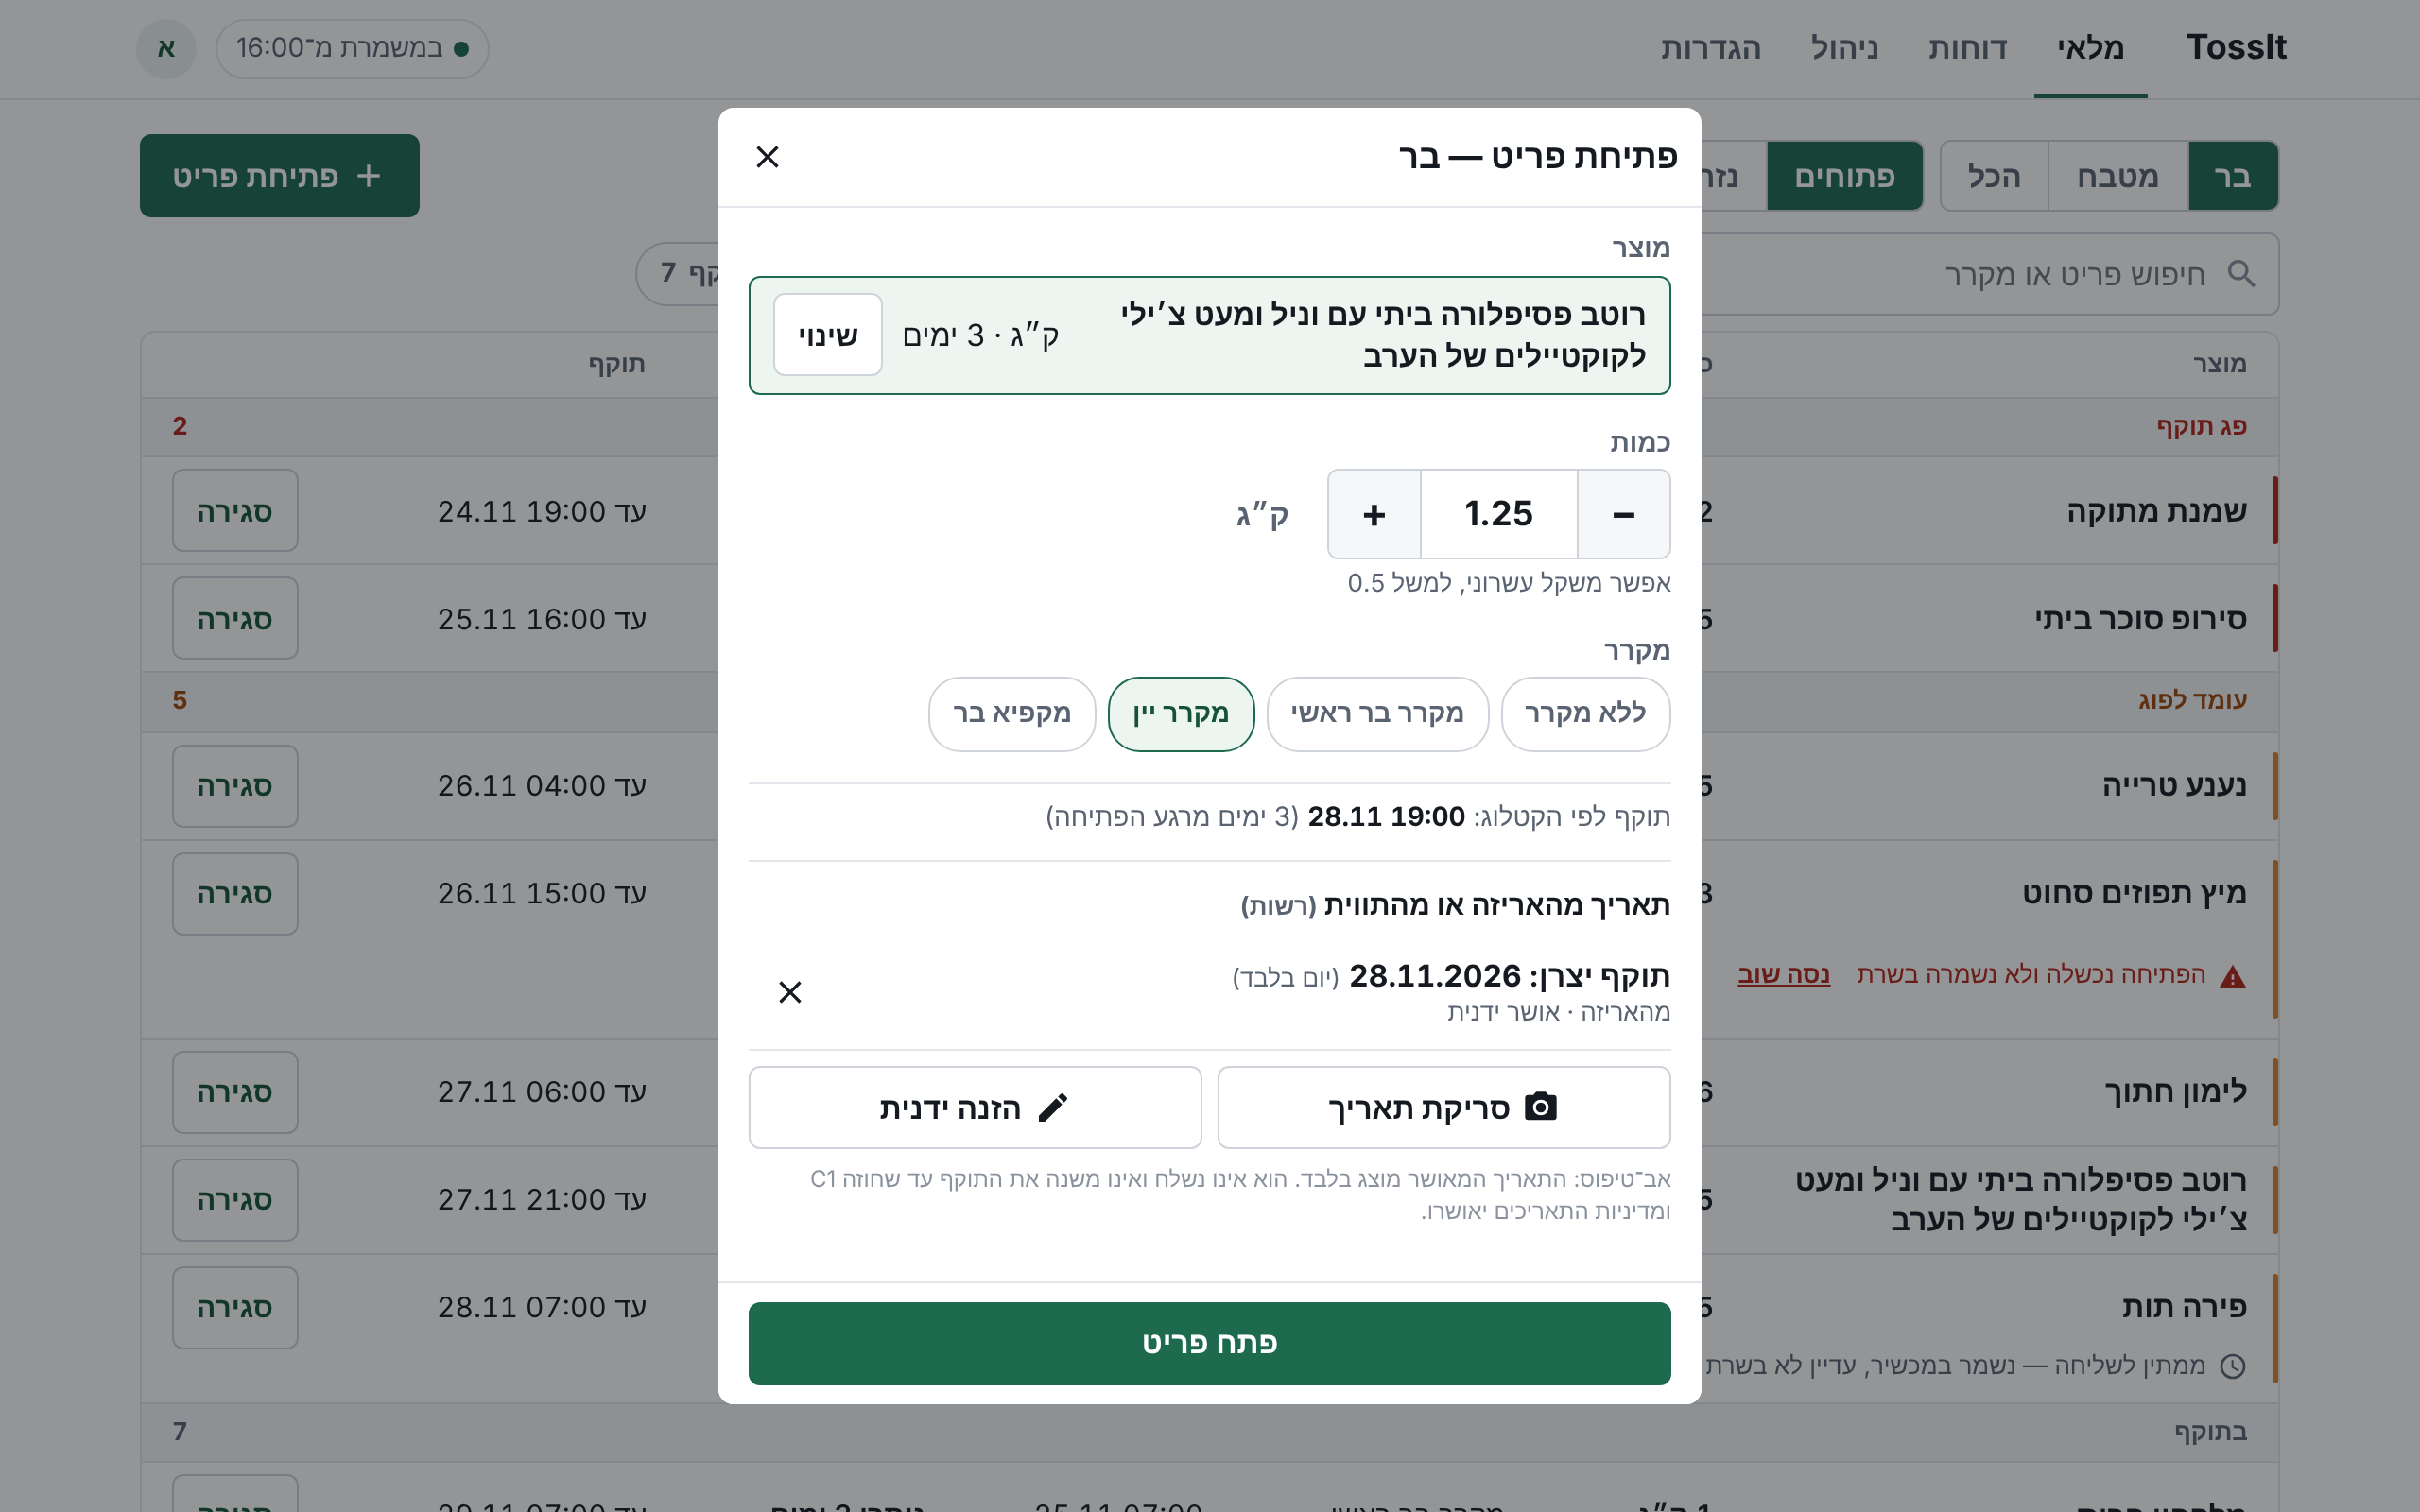 TossIt
מלאי
דוחות
ניהול
הגדרות
במשמרת מ־16:00
א
בר
מטבח
הכל
פתוחים
פתיחת פריט
חיפוש פריט או מקרר
7
מוצר
תוקף
פג תוקף
2
שמנת מתוקה
עד 24.11 19:00
סגירה
סירופ סוכר ביתי
עד 25.11 16:00
סגירה
עומד לפוג
5
נענע טרייה
עד 26.11 04:00
סגירה
מיץ תפוזים סחוט
עד 26.11 15:00
סגירה
הפתיחה נכשלה ולא נשמרה בשרת
נסה שוב
לימון חתוך
עד 27.11 06:00
סגירה
רוטב פסיפלורה ביתי עם וניל ומעט
צ׳ילי לקוקטיילים של הערב
עד 27.11 21:00
סגירה
פירה תות
עד 28.11 07:00
סגירה
ממתין לשליחה — נשמר במכשיר, עדיין לא בשרת
בתוקף
7
פתיחת פריט — בר
מוצר
רוטב פסיפלורה ביתי עם וניל ומעט צ׳ילי
לקוקטיילים של הערב
ק״ג · 3 ימים
שינוי
כמות
−
1.25
+
ק״ג
אפשר משקל עשרוני, למשל 0.5
מקרר
ללא מקרר
מקרר בר ראשי
מקרר יין
מקפיא בר
תוקף לפי הקטלוג: 28.11 19:00 (3 ימים מרגע הפתיחה)
תאריך מהאריזה או מהתווית (רשות)
תוקף יצרן: 28.11.2026 (יום בלבד)
מהאריזה · אושר ידנית
סריקת תאריך
הזנה ידנית
אב־טיפוס: התאריך המאושר מוצג בלבד. הוא אינו נשלח ואינו משנה את התוקף עד שחוזה C1
ומדיניות התאריכים יאושרו.
פתח פריט